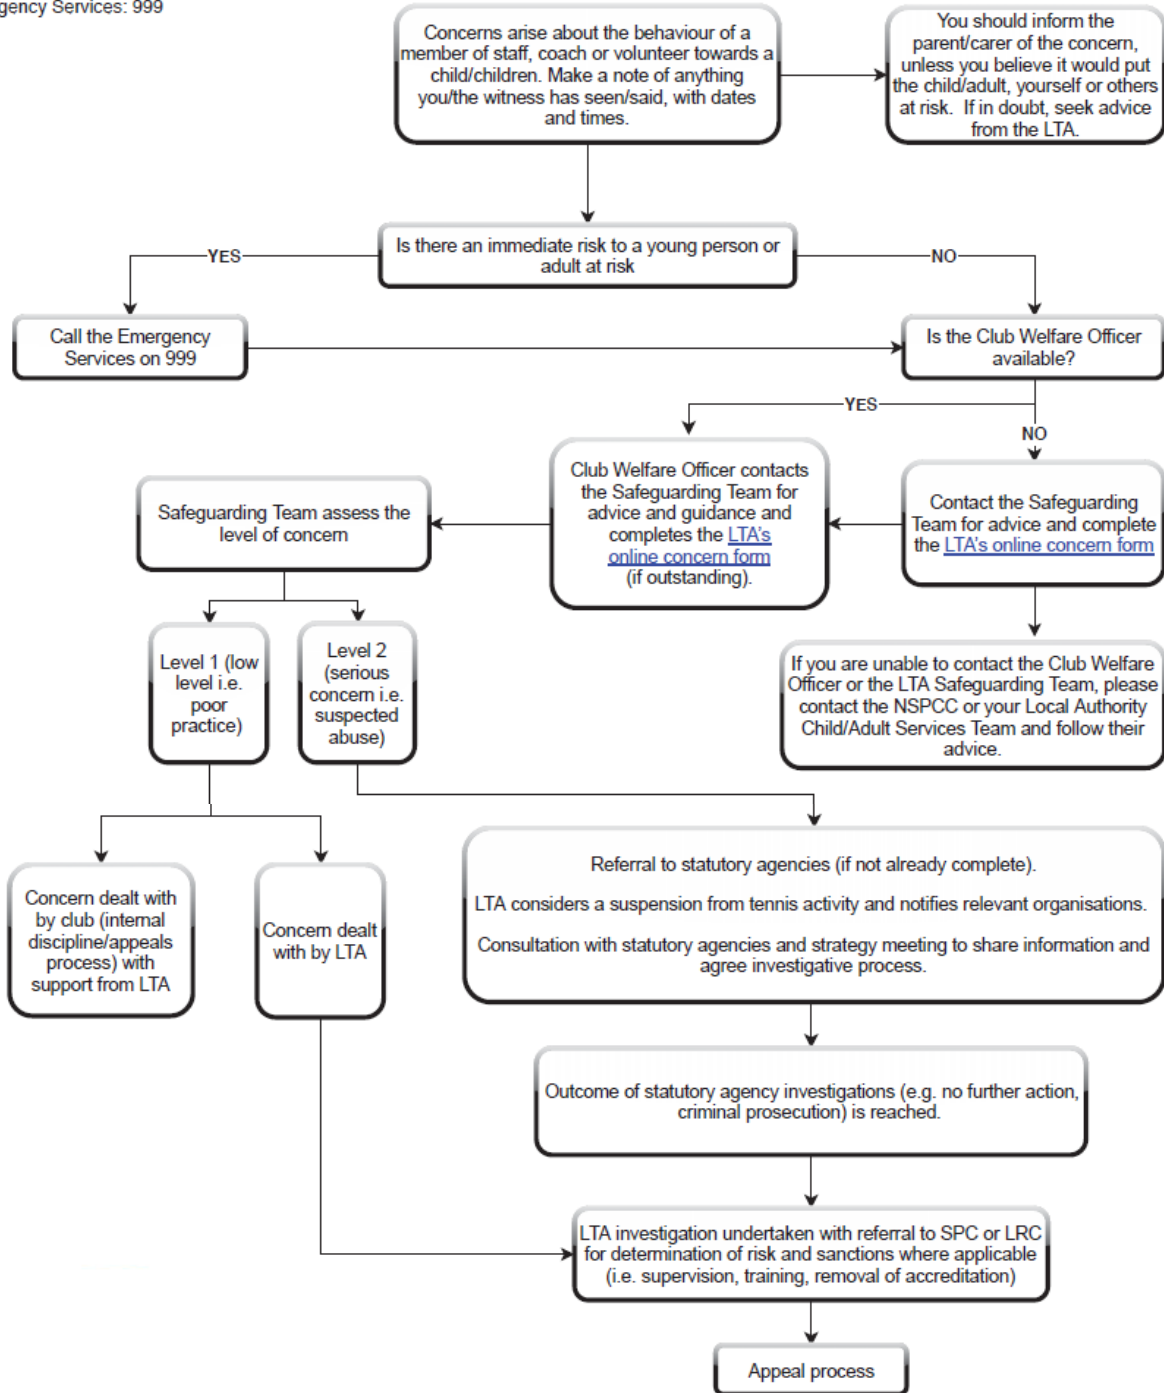 gency Services: 999
Concerns arise about the behaviour of a
member of staff, coach or volunteer towards a
child/children. Make a note of anything
you/the witness has seen/said, with dates
and times.
You should inform the
parent/carer of the concern,
unless you believe it would put
the child/adult, yourself or others
at risk. If in doubt, seek advice
from the LTA.
Is there an immediate risk to a young person or
adult at risk
YES
NO
Call the Emergency
Services on 999
Is the Club Welfare Officer
available?
YES
NO
Club Welfare Officer contacts
the Safeguarding Team for
advice and guidance and
completes the LTA's
online concern form
(if outstanding).
Contact the Safeguarding
Team for advice and complete
the LTA's online concern form
Safeguarding Team assess the
level of concern
Level 1 (low
level i.e.
poor
practice)
Level 2
(serious
concern i.e.
suspected
abuse)
If you are unable to contact the Club Welfare
Officer or the LTA Safeguarding Team, please
contact the NSPCC or your Local Authority
Child/Adult Services Team and follow their
advice.
Concern dealt with
by club (internal
discipline/appeals
process) with
support from LTA
Concern dealt
with by LTA
Referral to statutory agencies (if not already complete).
LTA considers a suspension from tennis activity and notifies relevant organisations.
Consultation with statutory agencies and strategy meeting to share information and
agree investigative process.
Outcome of statutory agency investigations (e.g. no further action,
criminal prosecution) is reached.
LTA investigation undertaken with referral to SPC or LRC
for determination of risk and sanctions where applicable
(i.e. supervision, training, removal of accreditation)
Appeal process